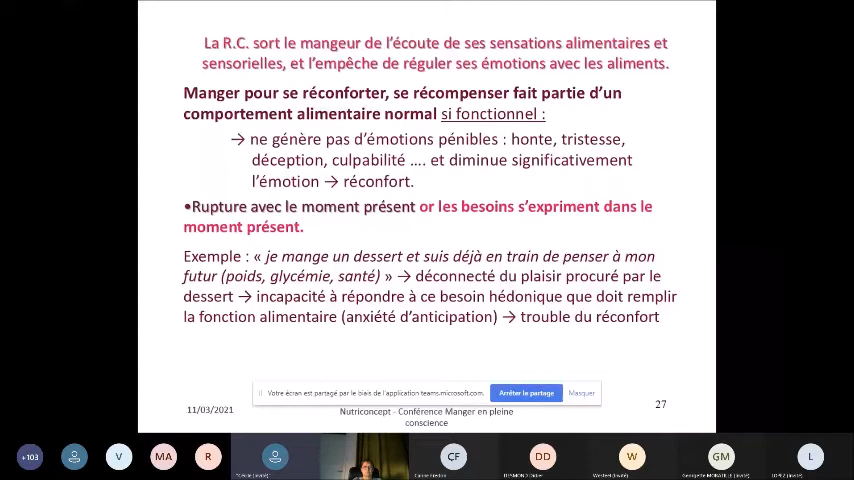 La R.C. sort le mangeur de l'écoute de ses sensations alimentaires et
sensorielles, et l'empêche de réguler ses émotions avec les aliments.
Manger pour se réconforter, se récompenser fait partie d'un
comportement alimentaire normal si fonctionnel :
→ ne génère pas d'émotions pénibles : honte, tristesse,
déception, culpabilité …. et diminue significativement
l'émotion → réconfort.
•Rupture avec le moment présent or les besoins s'expriment dans le
moment présent.
Exemple : « je mange un dessert et suis déjà en train de penser à mon
futur (poids, glycémie, santé) » → déconnecté du plaisir procuré par le
dessert → incapacité à répondre à ce besoin hédonique que doit remplir
la fonction alimentaire (anxiété d'anticipation) → trouble du réconfort
Votre écran est partagé par le biais de l'application teams.microsoft.com. Arrêter le partage Masquer
11/03/2021 Nutriconcept - Conférence Manger en pleine
conscience
27
+103 V MA R CF DD W GM L
DESMOND Didier Westeel (Invité) LOPEZ (Invité)